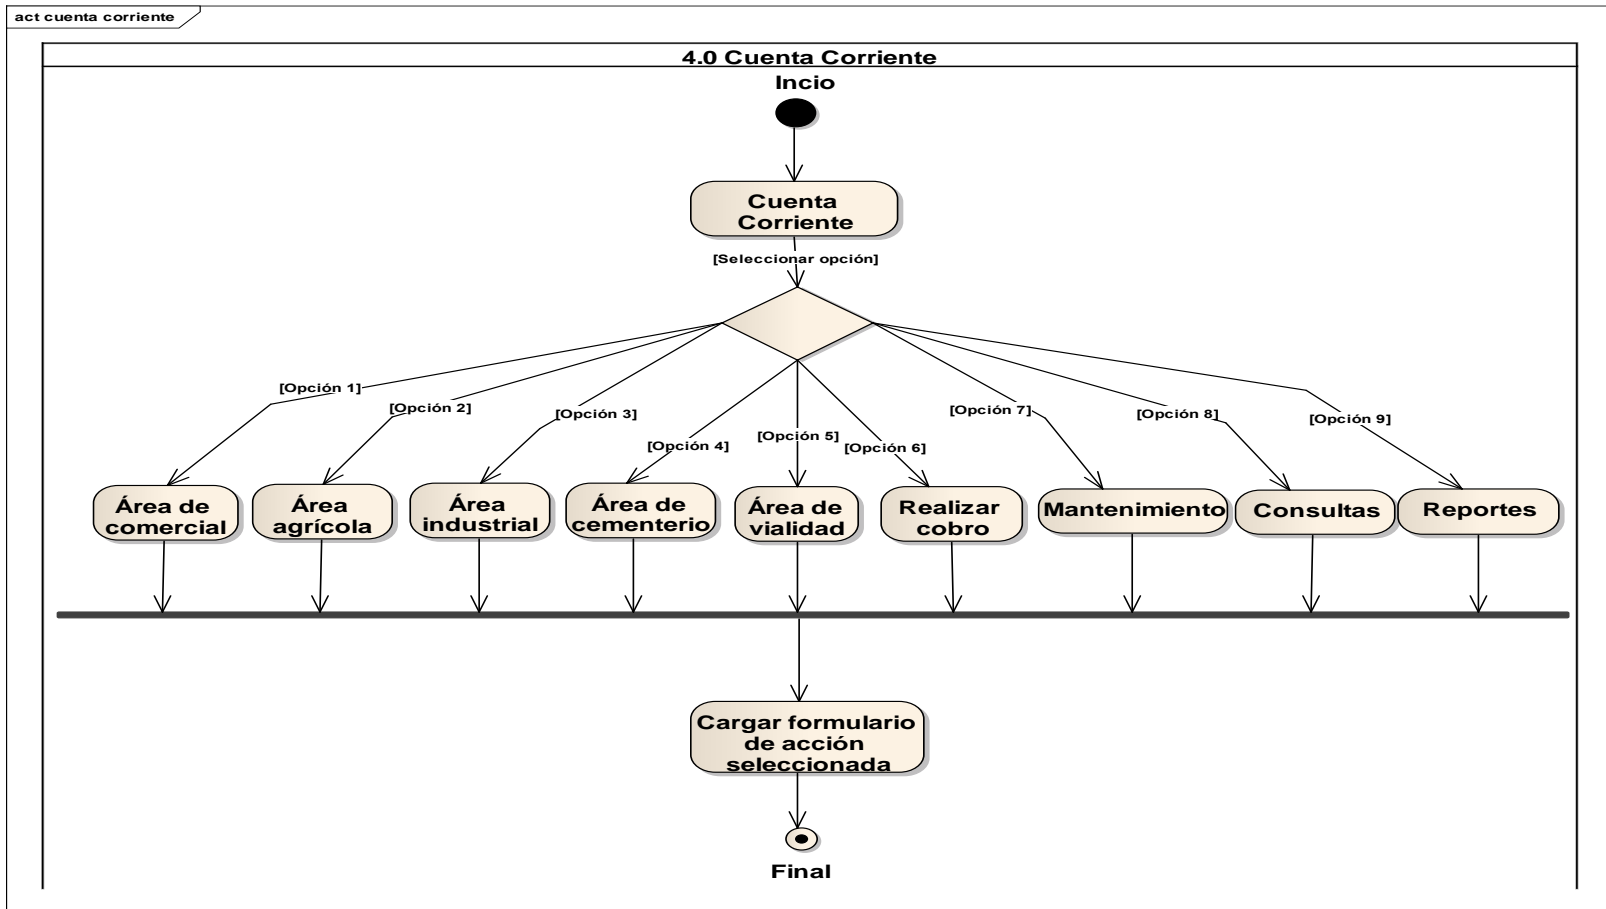 act cuenta corriente
4.0 Cuenta Corriente
Incio
Cuenta
Corriente
[Seleccionar opción]
[Opción 1]
[Opción 2]
[Opción 3]
[Opción 4]
[Opción 5]
[Opción 6]
[Opción 7]
[Opción 8]
[Opción 9]
Área de
comercial
Área
agrícola
Área
industrial
Área de
cementerio
Área de
vialidad
Realizar
cobro
Mantenimiento
Consultas
Reportes
Cargar formulario
de acción
seleccionada
Final